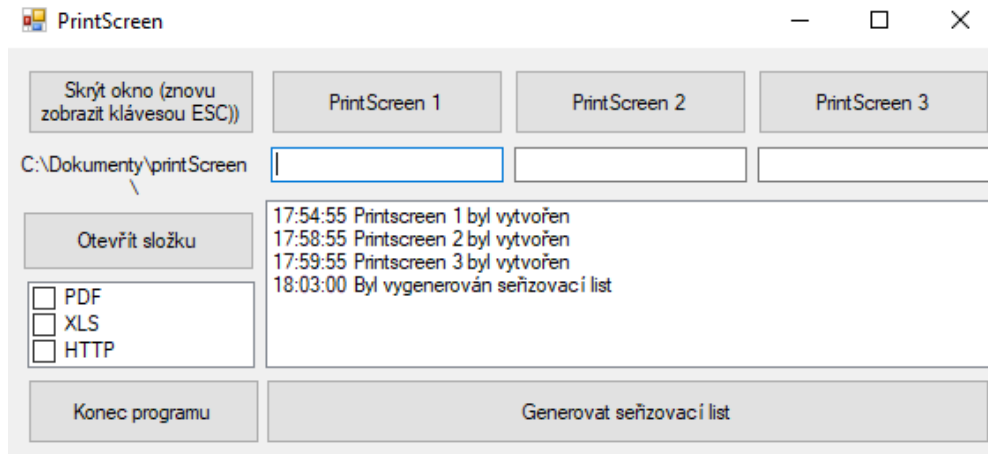 PrintScreen
Skrýt okno (znovu
zobrazit klávesou ESC))
PrintScreen 1
PrintScreen 2
PrintScreen 3
C:\Dokumenty\printScreen
\
Otevřít složku
17:54:55 Printscreen 1 byl vytvořen
17:58:55 Printscreen 2 byl vytvořen
17:59:55 Printscreen 3 byl vytvořen
18:03:00 Byl vygenerován seřizovací list
PDF
XLS
HTTP
Konec programu
Generovat seřizovací list